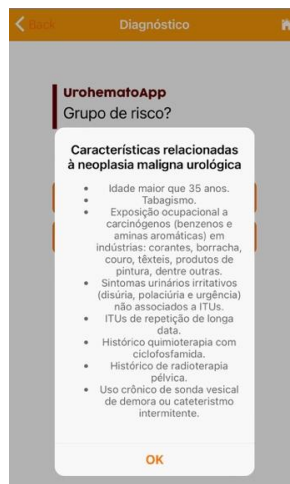 Back
Diagnóstico
UrohematoApp
Grupo de risco?
Características relacionadas
à neoplasia maligna urológica
• Idade maior que 35 anos.
• Tabagismo.
• Exposição ocupacional a
carcinógenos (benzenos e
aminas aromáticas) em
indústrias: corantes, borracha,
couro, têxteis, produtos de
pintura, dentre outras.
• Sintomas urinários irritativos
(disúria, polaciúria e urgência)
não associados a ITUs.
• ITUs de repetição de longa
data.
• Histórico quimioterapia com
ciclofosfamida.
• Histórico de radioterapia
pélvica.
• Uso crônico de sonda vesical
de demora ou cateteristmo
intermitente.
OK